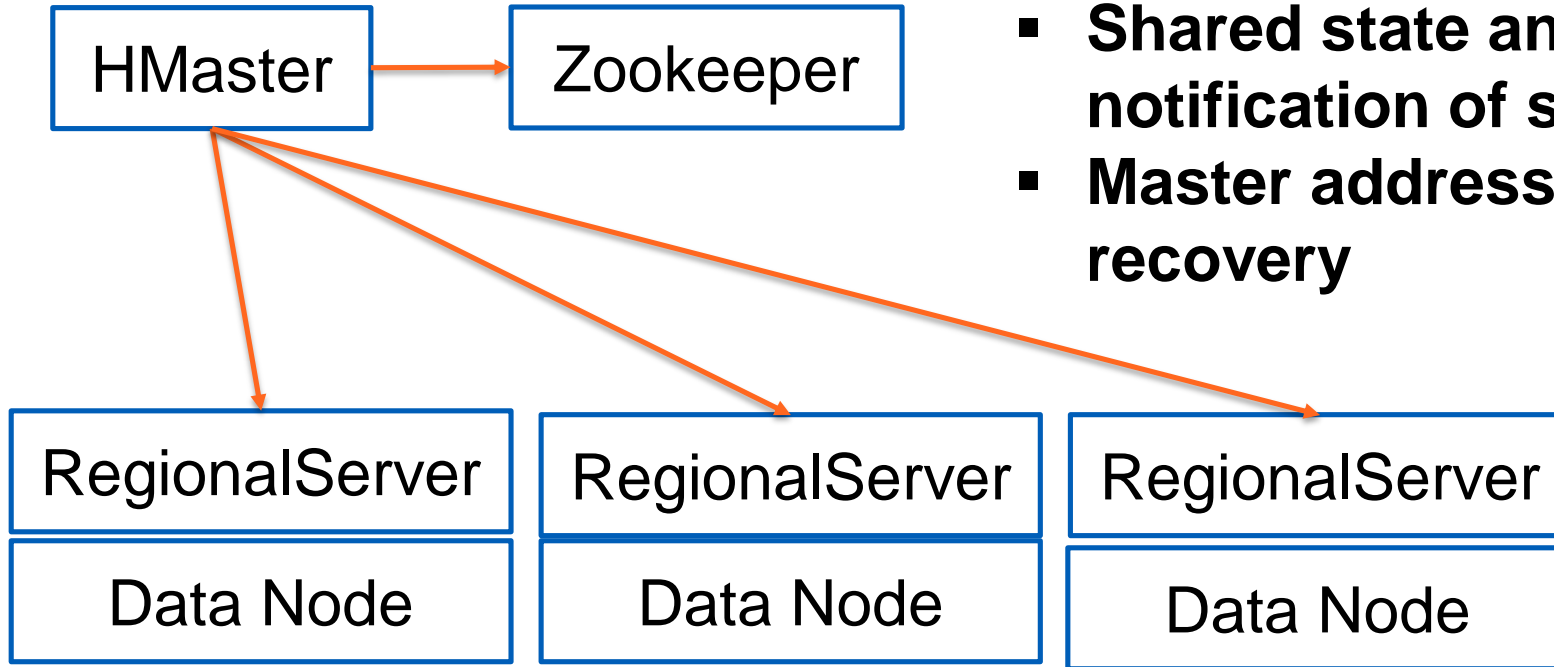 HMaster
Zookeeper
▪ Shared state an
notification of s
▪ Master address
recovery
RegionalServer
RegionalServer
RegionalServer
Data Node
Data Node
Data Node